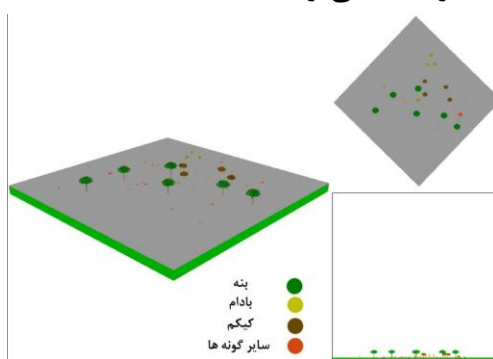 بنه
بادام
کیکم
سایر گونه ها